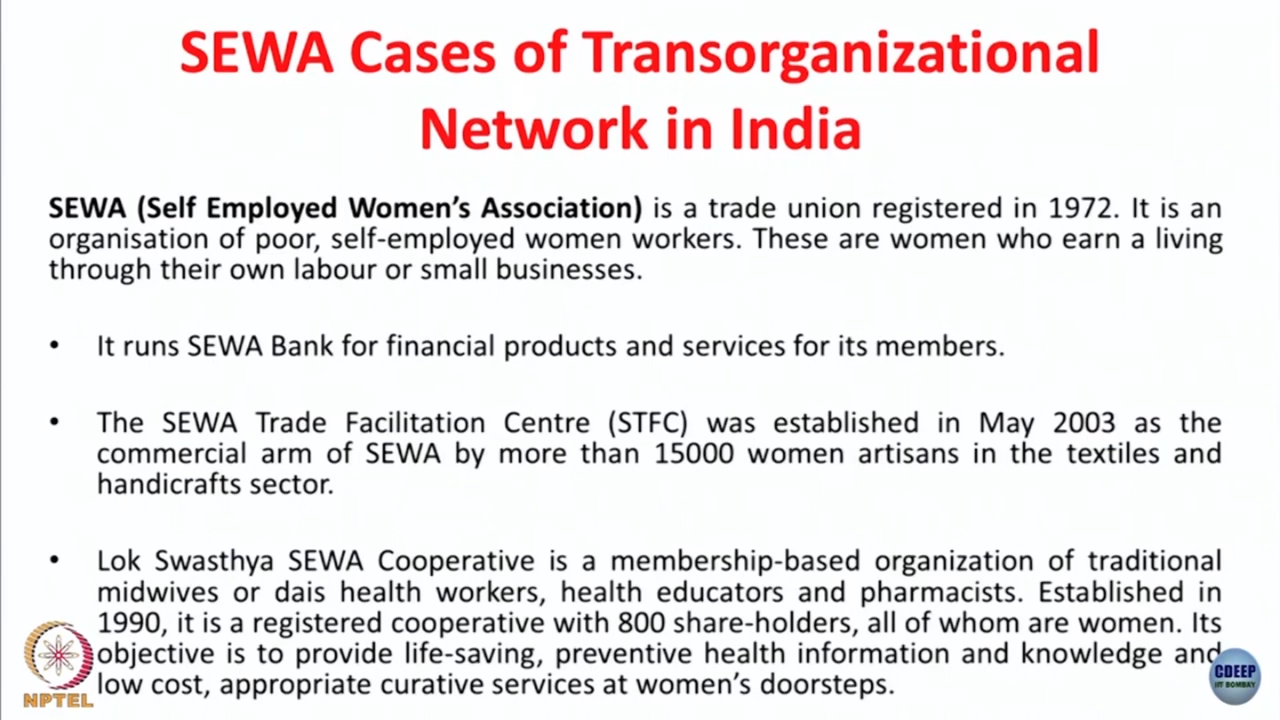 SEWA Cases of Transorganizational
Network in India
SEWA (Self Employed Women's Association) is a trade union registered in 1972. It is an
organisation of poor, self-employed women workers. These are women who earn a living
through their own labour or small businesses.
• It runs SEWA Bank for financial products and services for its members.
• The SEWA Trade Facilitation Centre (STFC) was established in May 2003 as the
commercial arm of SEWA by more than 15000 women artisans in the textiles and
handicrafts sector.
• Lok Swasthya SEWA Cooperative is a membership-based organization of traditional
midwives or dais health workers, health educators and pharmacists. Established in
1990, it is a registered cooperative with 800 share-holders, all of whom are women. Its
objective is to provide life-saving, preventive health information and knowledge and
low cost, appropriate curative services at women's doorsteps.
NPTEL
CDEEP
IIT BOMBAY